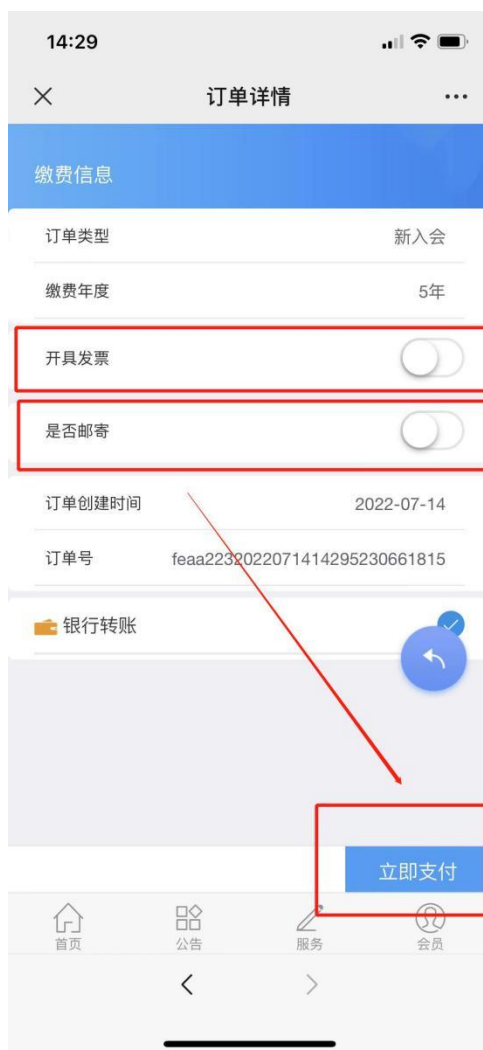 14:29
订单详情
缴费信息
订单类型 新入会
缴费年度 5年
开具发票
是否邮寄
订单创建时间 2022-07-14
订单号 feaa22320220714142952306618​15
银行转账
立即支付
首页 公告 服务 会员